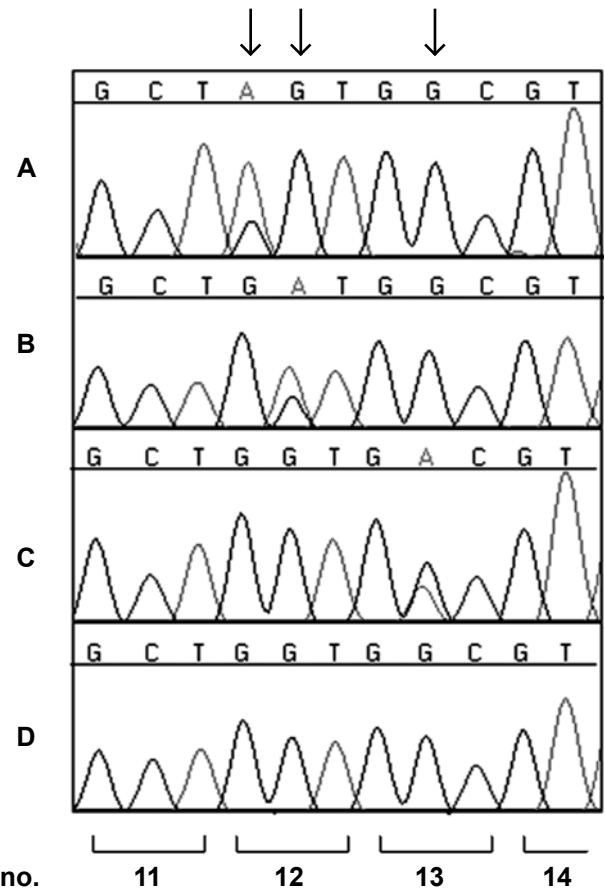 G C T A G T G G C G T
A
G C T G A T G G C G T
B
G C T G G T G A C G T
C
G C T G G T G G C G T
D
no. 11 12 13 14